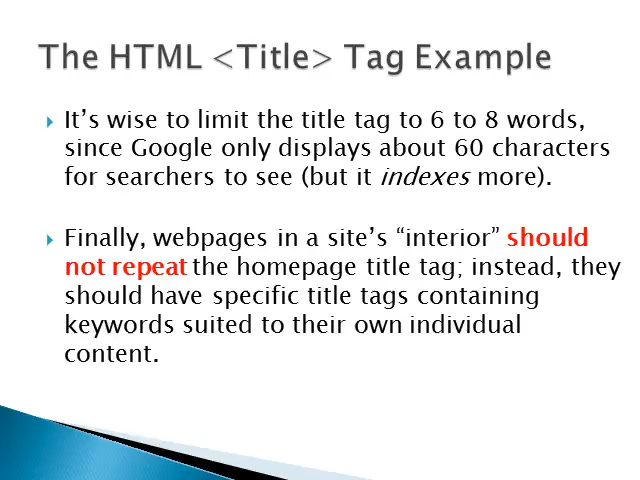 The HTML <Title> Tag Example
It's wise to limit the title tag to 6 to 8 words,
since Google only displays about 60 characters
for searchers to see (but it indexes more).
Finally, webpages in a site's “interior” should
not repeat the homepage title tag; instead, they
should have specific title tags containing
keywords suited to their own individual
content.